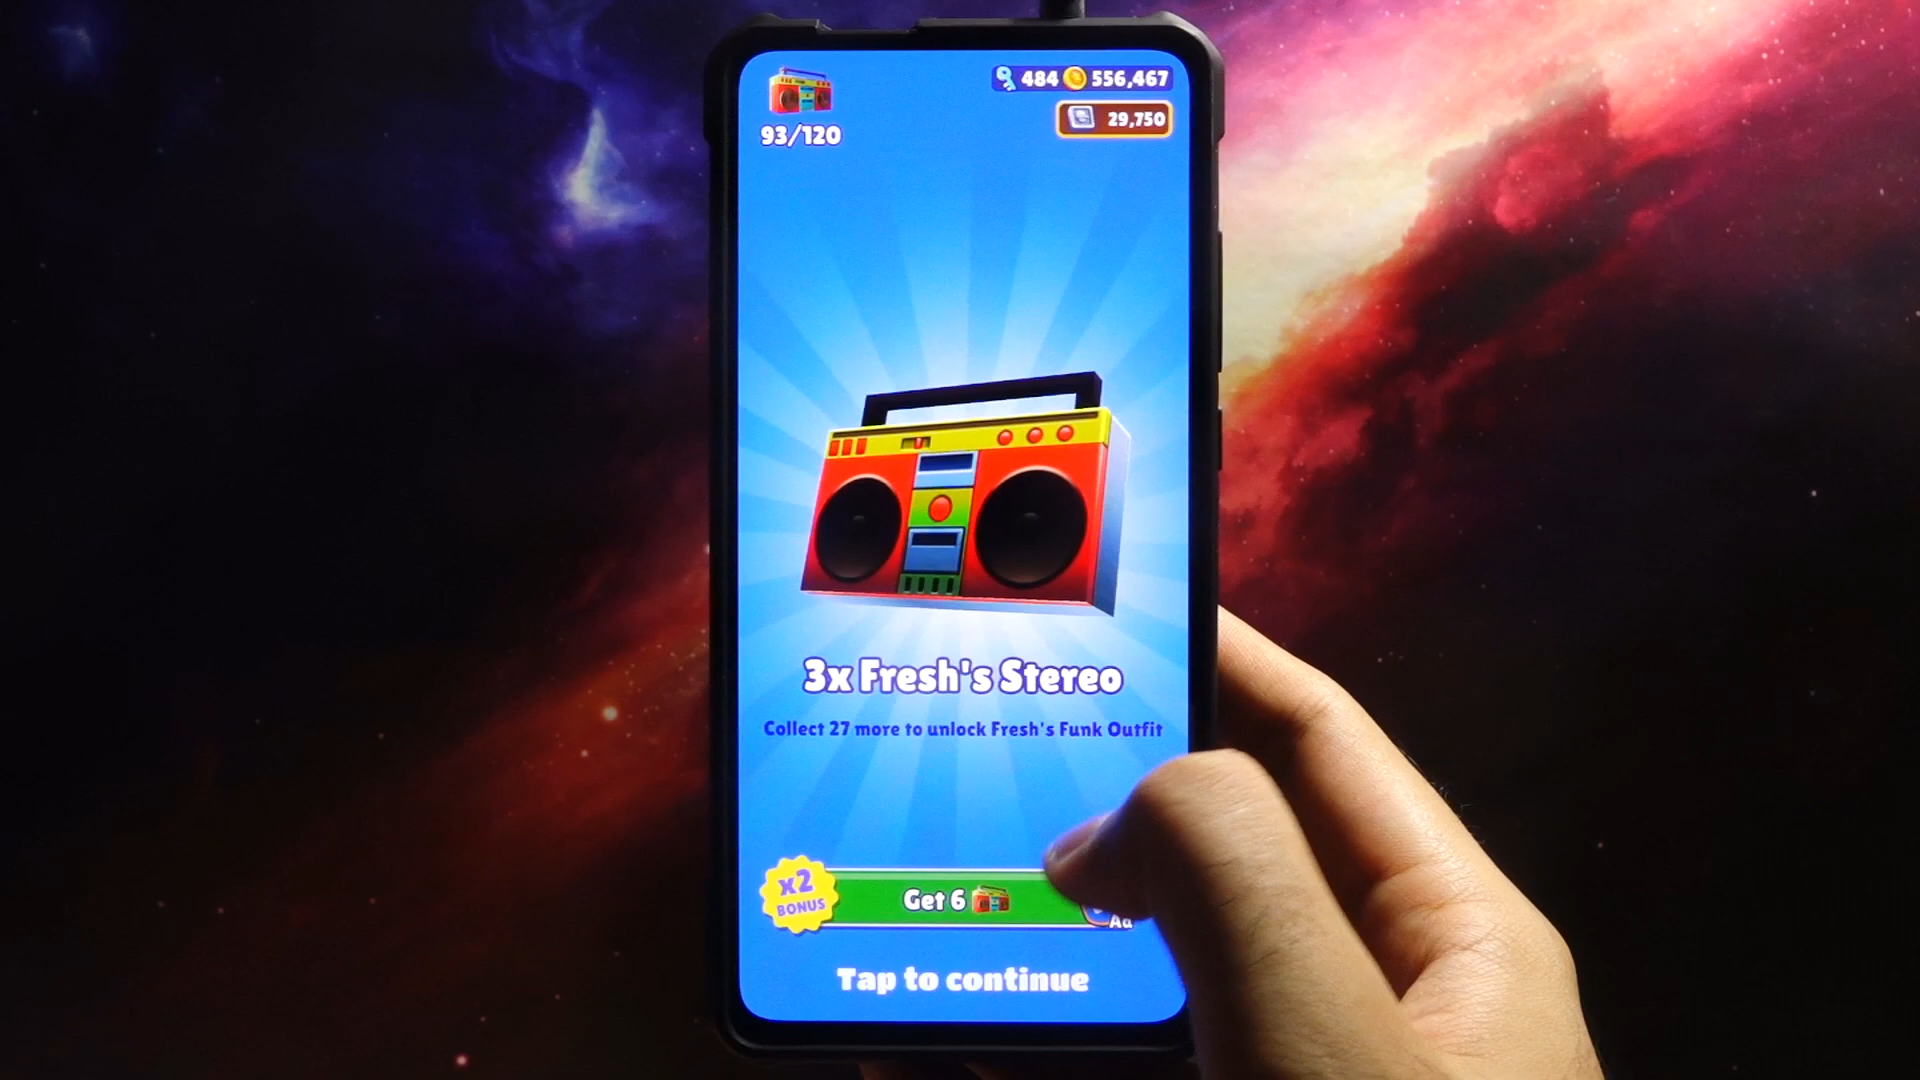 484 556,467
93/120
29,750
3x Fresh's Stereo
Collect 27 more to unlock Fresh's Funk Outfit
x2
BONUS
Get 6
Ad
Tap to continue